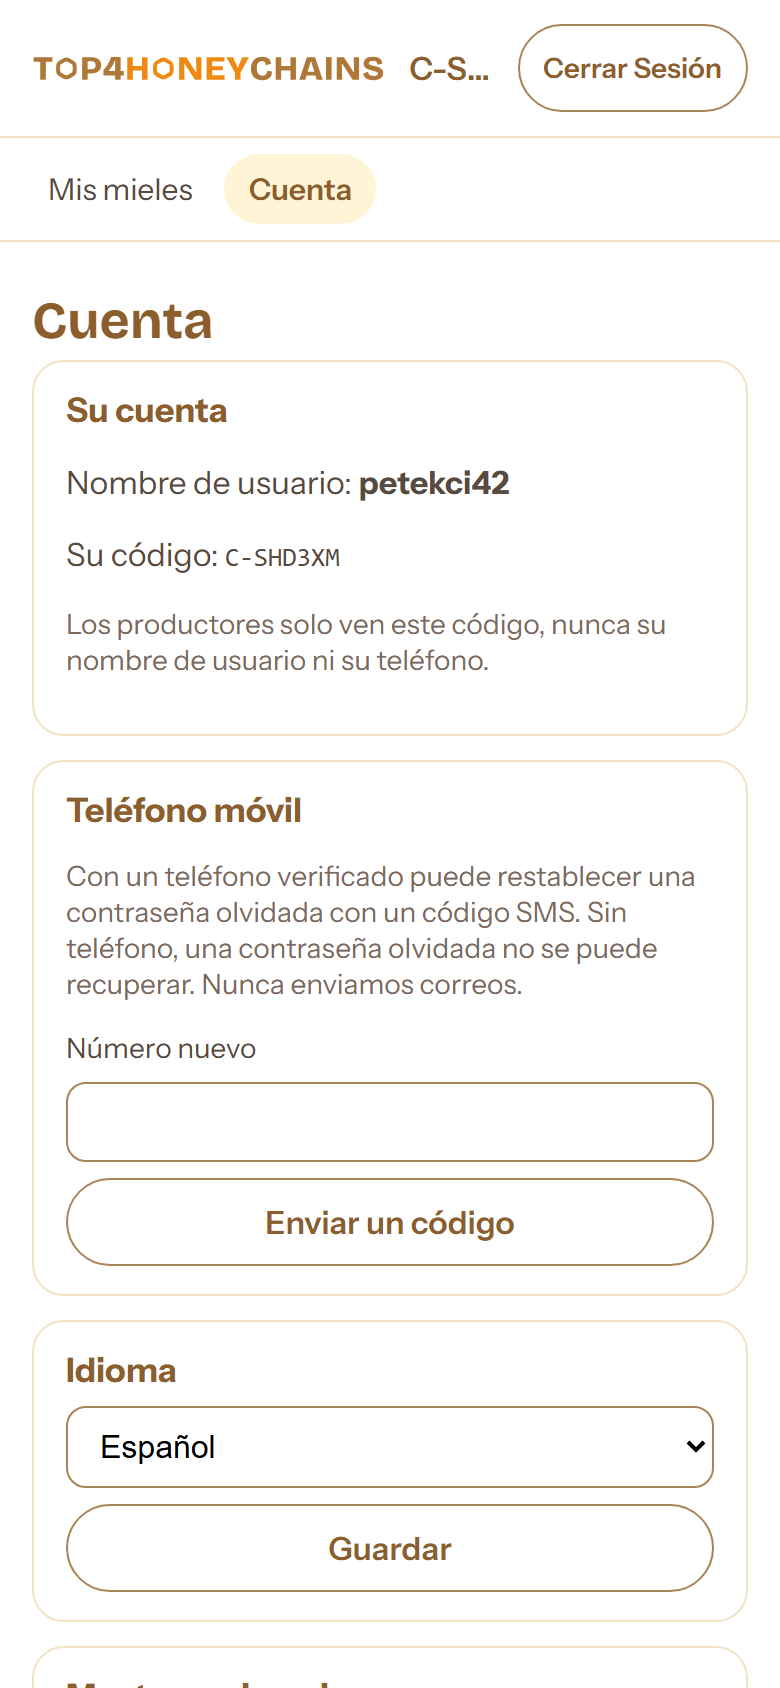 TOP4HONEYCHAINS C-S... Cerrar Sesión
Mis mieles Cuenta
Cuenta
Su cuenta
Nombre de usuario: petekci42
Su código: C-SHD3XM
Los productores solo ven este código, nunca su
nombre de usuario ni su teléfono.
Teléfono móvil
Con un teléfono verificado puede restablecer una
contraseña olvidada con un código SMS. Sin
teléfono, una contraseña olvidada no se puede
recuperar. Nunca enviamos correos.
Número nuevo
Enviar un código
Idioma
Español
Guardar